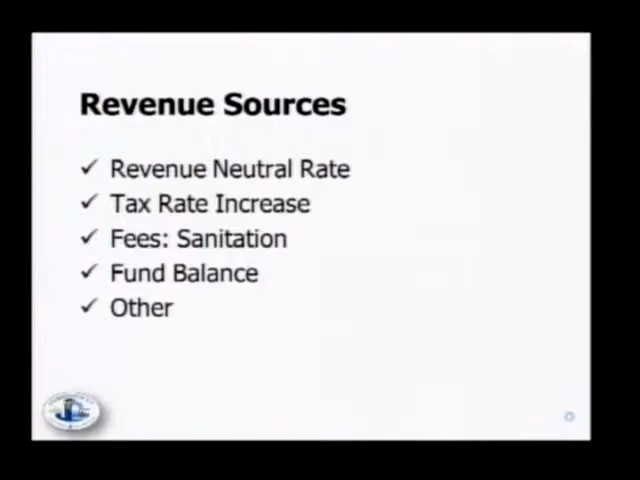 Revenue Sources
✓ Revenue Neutral Rate
✓ Tax Rate Increase
✓ Fees: Sanitation
✓ Fund Balance
✓ Other